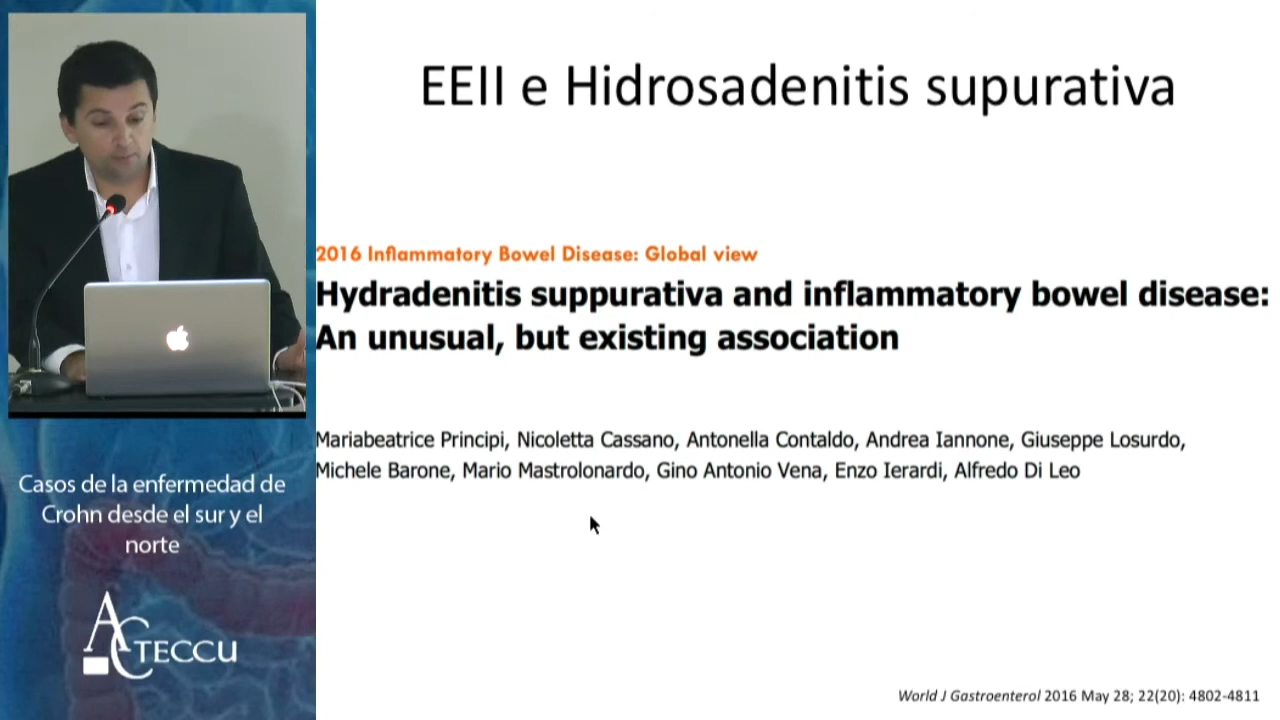 EEII e Hidrosadenitis supurativa
2016 Inflammatory Bowel Disease: Global view
Hydradenitis suppurativa and inflammatory bowel disease:
An unusual, but existing association
Mariabeatrice Principi, Nicoletta Cassano, Antonella Contaldo, Andrea Iannone, Giuseppe Losurdo,
Michele Barone, Mario Mastrolonardo, Gino Antonio Vena, Enzo Ierardi, Alfredo Di Leo
World J Gastroenterol 2016 May 28; 22(20): 4802-4811
Casos de la enfermedad de
Crohn desde el sur y el
norte
ACTECCU